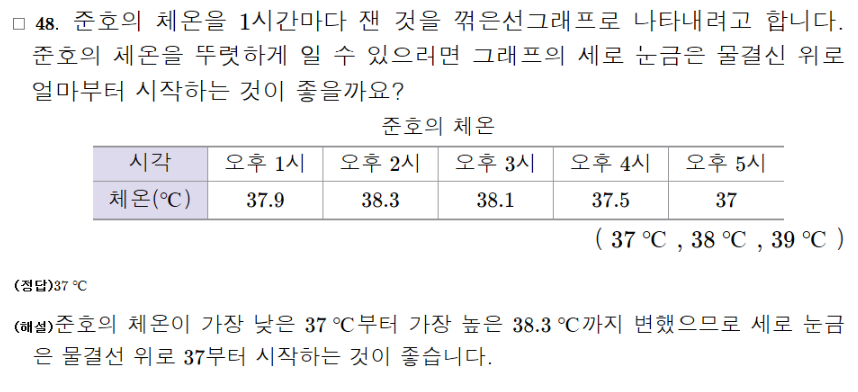 □ 48. 준호의 체온을 1시간마다 잰 것을 꺾은선그래프로 나타내려고 합니다.
준호의 체온을 뚜렷하게 일 수 있으러면 그래프의 세로 눈금은 물결신 위로
얼마부터 시작하는 것이 좋을까요?
준호의 체온
시각 오후 1시 오후 2시 오후 3시 오후 4시 오후 5시
체온(℃) 37.9 38.3 38.1 37.5 37
( 37 ℃ , 38 ℃ , 39 ℃ )
(정답)37 ℃
(해설)준호의 체온이 가장 낮은 37 ℃부터 가장 높은 38.3 ℃까지 변했으므로 세로 눈금
은 물결선 위로 37부터 시작하는 것이 좋습니다.